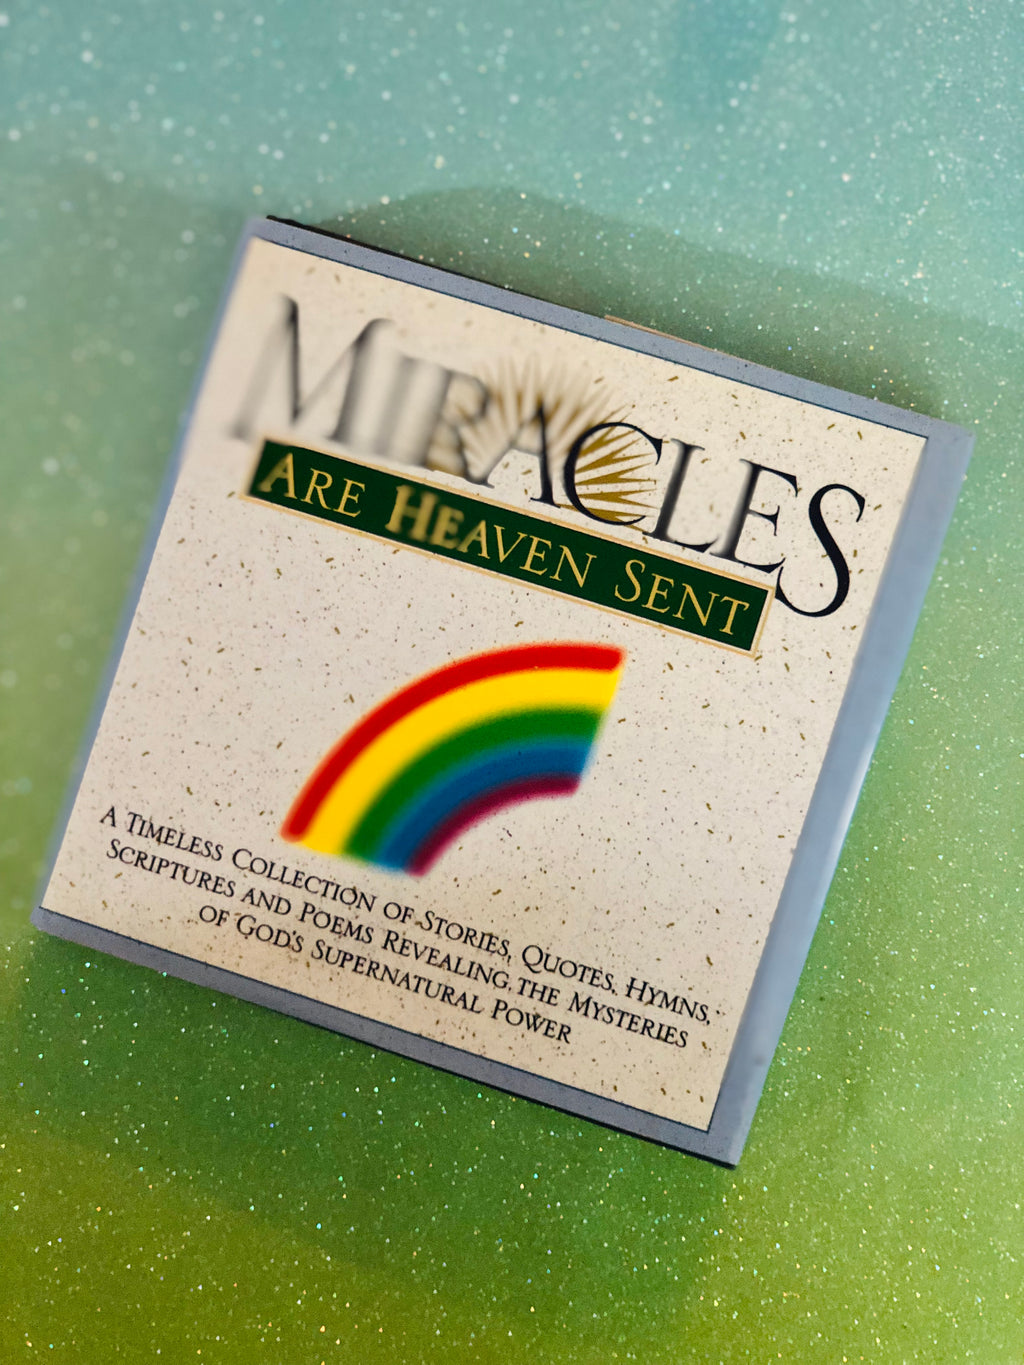 MIRACLES
ARE HEAVEN SENT
A TIMELESS COLLECTION OF STORIES, QUOTES, HYMNS,
SCRIPTURES AND POEMS REVEALING THE MYSTERIES
OF GOD'S SUPERNATURAL POWER